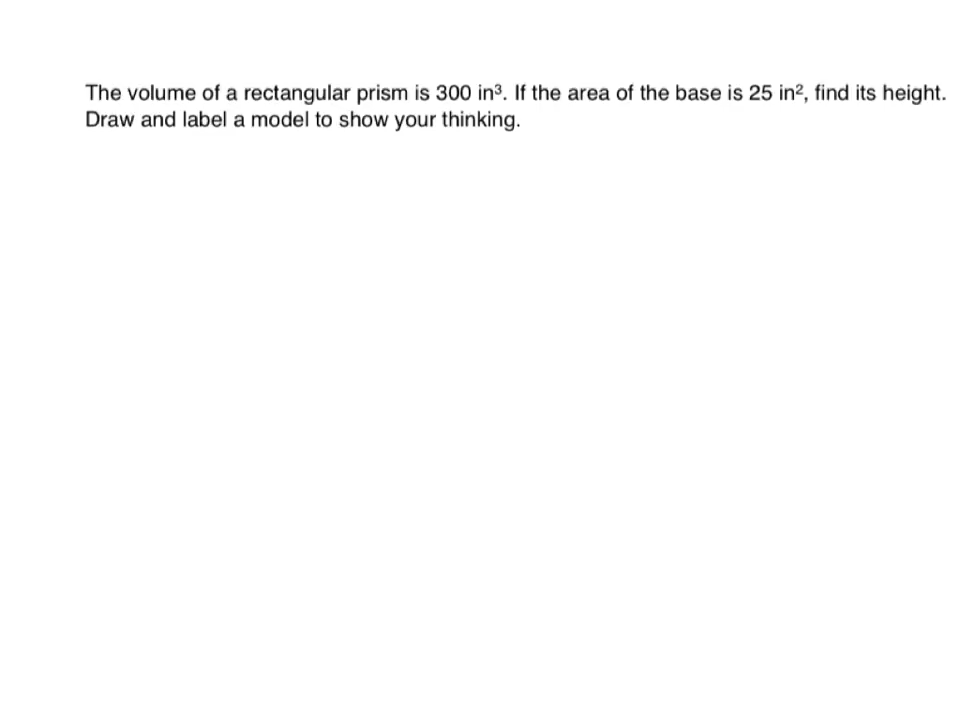 The volume of a rectangular prism is 300 in³. If the area of the base is 25 in², find its height.
Draw and label a model to show your thinking.